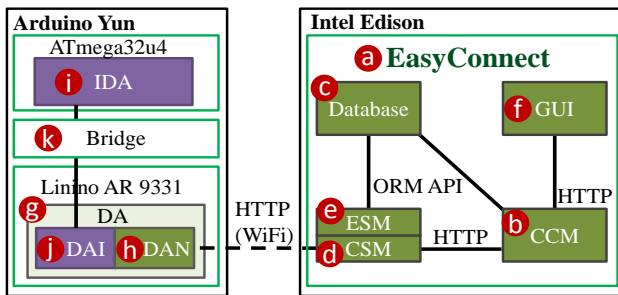 Arduino Yun
ATmega32u4
i IDA
k Bridge
Linino AR 9331
g
DA
j DAI h DAN
HTTP
(WiFi)
Intel Edison
a EasyConnect
c Database
f GUI
ORM API
HTTP
e ESM
d CSM
HTTP
b CCM